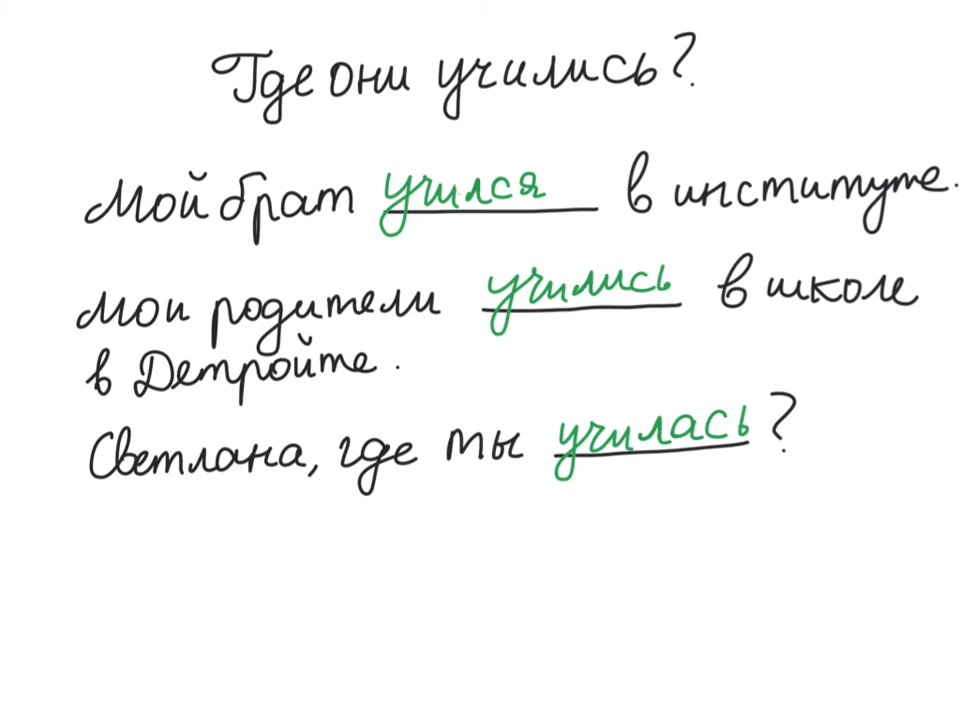 Где они учились?
Мой брат учился в институте.
мои родители учились в школе
в Детройте.
Светлана, где ты училась?